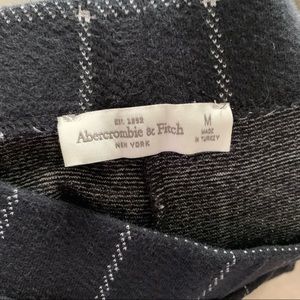 EST. 1892
Abercrombie & Fitch
NEW YORK
M
MADE
IN TURKEY